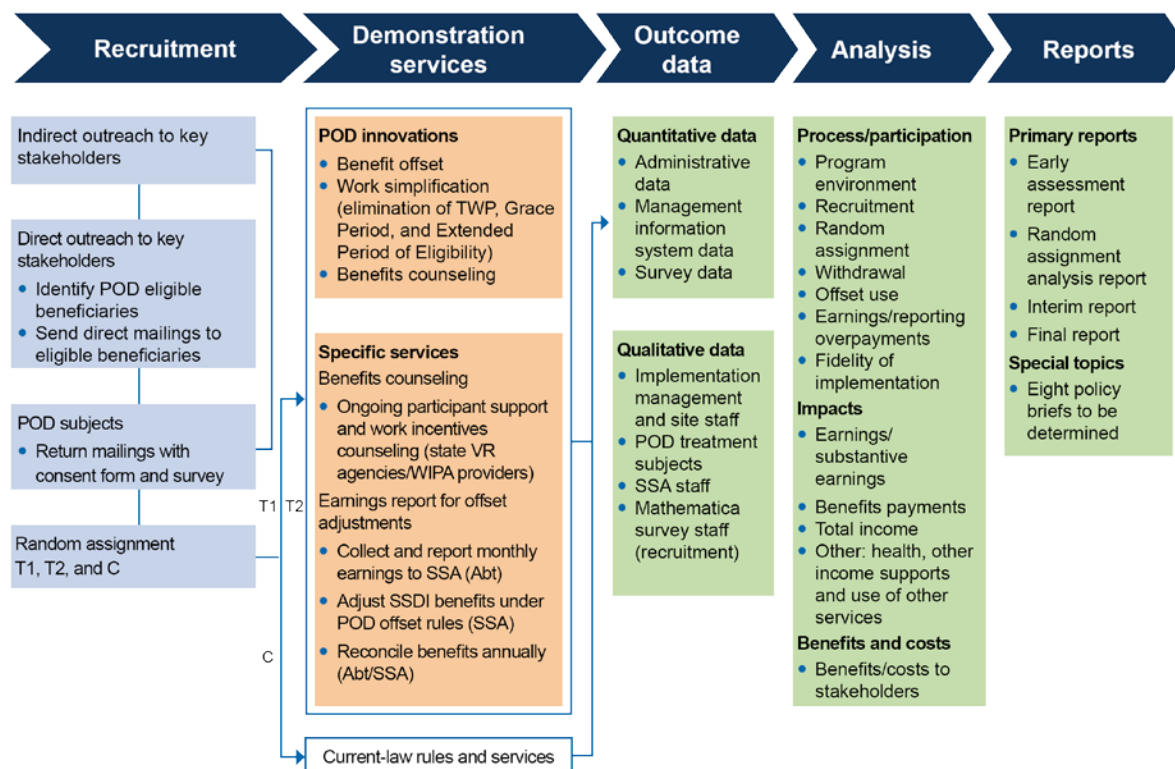 Recruitment
Demonstration
services
Outcome
data
Analysis
Reports
Indirect outreach to key
stakeholders
Direct outreach to key
stakeholders
• Identify POD eligible
beneficiaries
• Send direct mailings to
eligible beneficiaries
POD subjects
• Return mailings with
consent form and survey
Random assignment
T1, T2, and C
T1
T2
C
POD innovations
• Benefit offset
• Work simplification
(elimination of TWP, Grace
Period, and Extended
Period of Eligibility)
• Benefits counseling
Specific services
Benefits counseling
• Ongoing participant support
and work incentives
counseling (state VR
agencies/WIPA providers)
Earnings report for offset
adjustments
• Collect and report monthly
earnings to SSA (Abt)
• Adjust SSDI benefits under
POD offset rules (SSA)
• Reconcile benefits annually
(Abt/SSA)
Current-law rules and services
Quantitative data
• Administrative
data
• Management
information
system data
• Survey data
Qualitative data
• Implementation
management
and site staff
• POD treatment
subjects
• SSA staff
• Mathematica
survey staff
(recruitment)
Process/participation
• Program
environment
• Recruitment
• Random
assignment
• Withdrawal
• Offset use
• Earnings/reporting
overpayments
• Fidelity of
implementation
Impacts
• Earnings/
substantive
earnings
• Benefits payments
• Total income
• Other: health, other
income supports
and use of other
services
Benefits and costs
• Benefits/costs to
stakeholders
Primary reports
• Early
assessment
report
• Random
assignment
analysis report
• Interim report
• Final report
Special topics
• Eight policy
briefs to be
determined